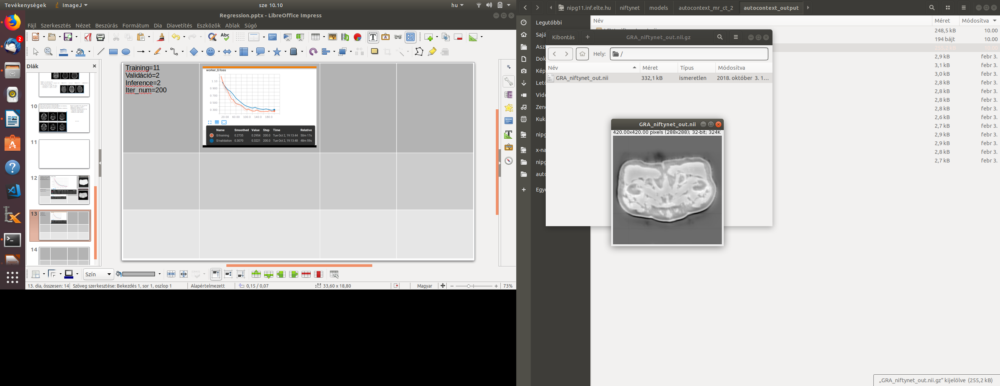 Tevékenységek ImageJ sze 10.10 hu
Regression.pptx - LibreOffice Impress
Fájl Szerkesztés Nézet Beszúrás Formátum Dia Diavetítés Eszközök Ablak Súgó
2
Abc
Diák
10
11
12
13
14
Training=11
Validáció=2
Inference=2
Iter_num=200
worker_0/loss
1.10
0.900
0.700
0.500
0.300
20.00 60.00 100.0 140.0 180.0
Name Smoothed Value Step Time Relative
0/training 0.2735 0.2954 200.0 Tue Oct 2, 19:13:44 50m 17s
0/validation 0.3070 0.3221 200.0 Tue Oct 2, 19:13:48 48m 59s
Szín
13. dia, összesen: 14 Szöveg szerkesztése: Bekezdés 1, sor 1, oszlop 1 Alapértelmezett 0,15 / 0,07 33,60 x 18,80 Magyar 73%
nipg11.inf.elte.hu niftynet models autocontext_mr_ct_2 autocontext_output
Név Méret Módosítva
Legutóbbi
Sajá
Asz
Dok
Kép
Leto
Vide
Zene
Kuk
nipg
x-na
nipg
auto
Egye
248,5 kB 10.00
194 bájt 10.00
255,2 kB 10.00
2,9 kB febr 3.
3,1 kB febr 3.
3,0 kB febr 3.
2,8 kB febr 3.
2,8 kB febr 3.
2,8 kB febr 3.
2,8 kB febr 3.
2,6 kB febr 3.
2,7 kB febr 3.
2,9 kB febr 3.
2,9 kB febr 3.
2,8 kB febr 3.
2,7 kB febr 3.
Kibontás GRA_niftynet_out.nii.gz
Hely: /
Név Méret Típus Módosítva
GRA_niftynet_out.nii 332,1 kB ismeretlen 2018. október 3. 1…
GRA_niftynet_out.nii
420.00x420.00 pixels (288x288); 32-bit; 324K
„GRA_niftynet_out.nii.gz” kijelölve (255,2 kB)